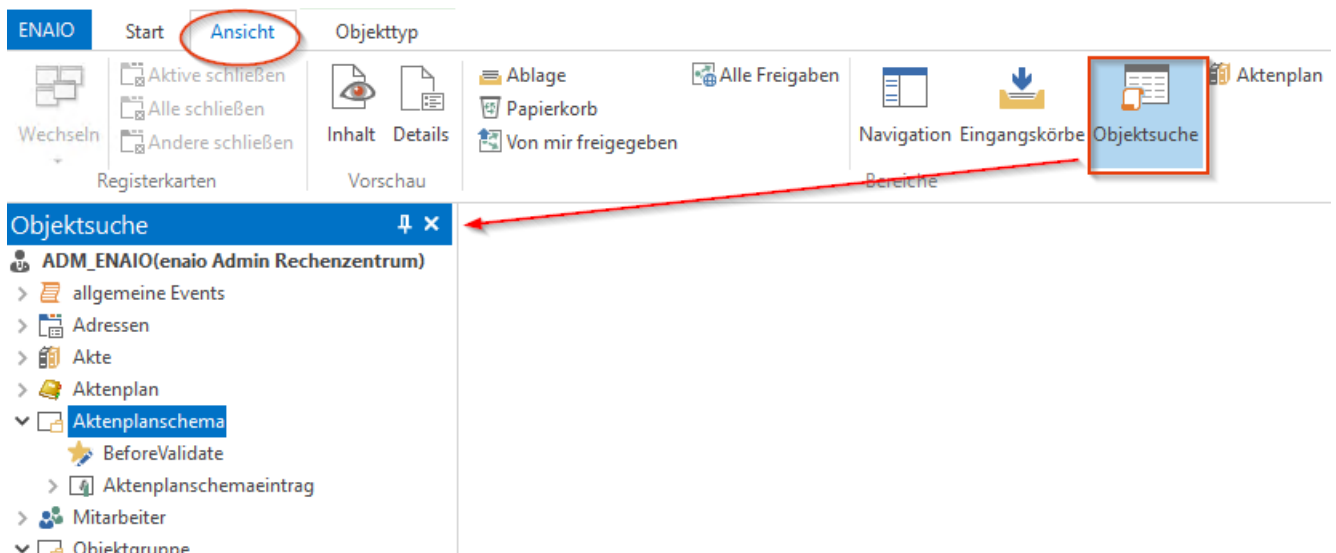 ENAIO Start Ansicht Objekttyp
Aktive schließen
Alle schließen
Andere schließen
Wechseln
Registerkarten
Inhalt Details
Vorschau
Ablage
Papierkorb
Von mir freigegeben
Alle Freigaben
Navigation Eingangskörbe Objektsuche
Aktenplan
Bereiche
Objektsuche
ADM_ENAIO(enaio Admin Rechenzentrum)
allgemeine Events
Adressen
Akte
Aktenplan
Aktenplanschema
BeforeValidate
Aktenplanschemaeintrag
Mitarbeiter
Objektgruppe